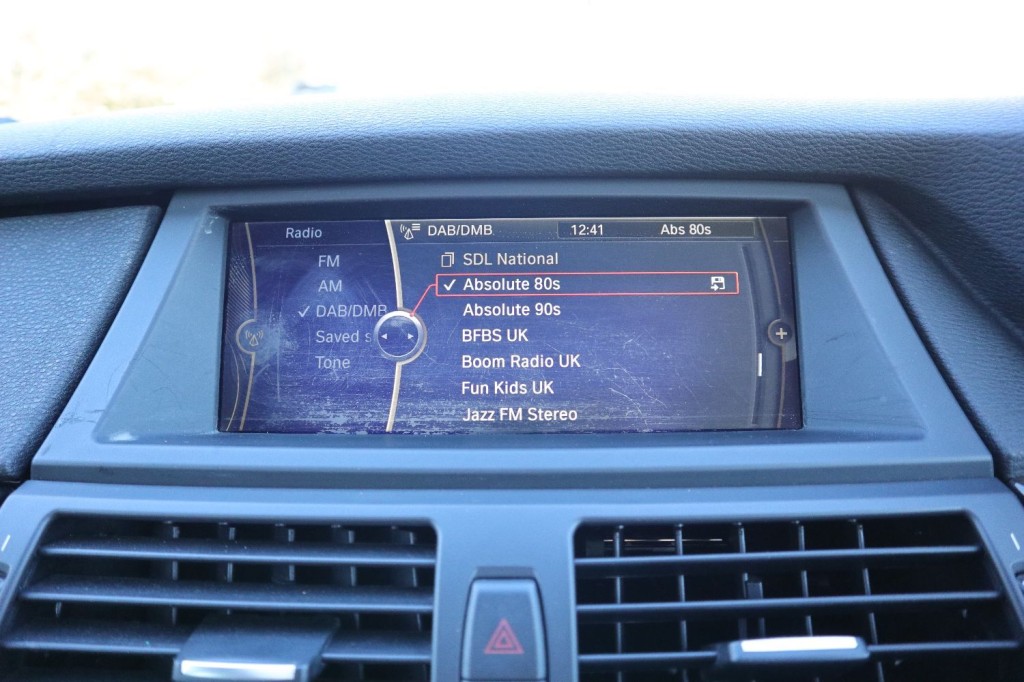 Radio
FM
AM
DAB/DMB
Saved s
Tone
DAB/DMB 12:41 Abs 80s
SDL National
Absolute 80s
Absolute 90s
BFBS UK
Boom Radio UK
Fun Kids UK
Jazz FM Stereo